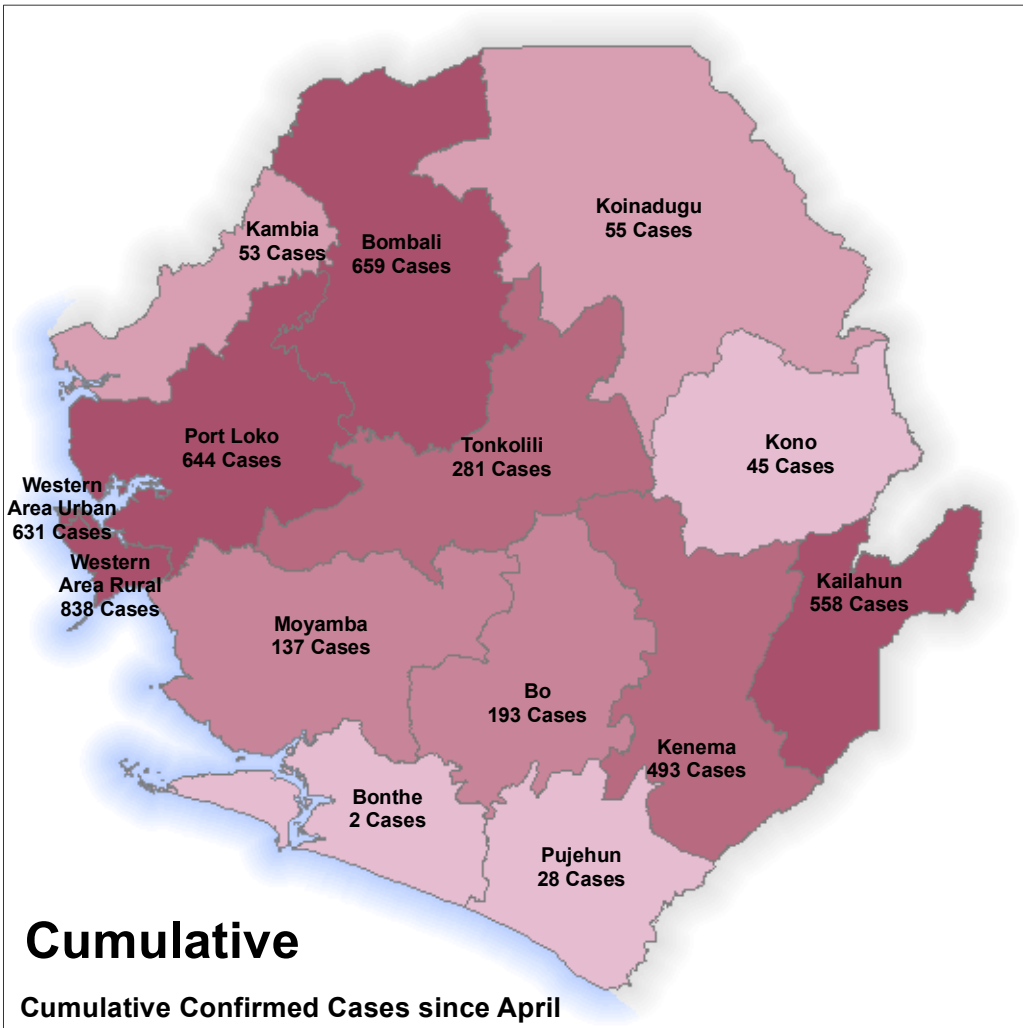 Koinadugu
55 Cases
Kambia
53 Cases
Bombali
659 Cases
Port Loko
644 Cases
Tonkolili
281 Cases
Kono
45 Cases
Western
Area Urban
631 Cases
Western
Area Rural
838 Cases
Kailahun
558 Cases
Moyamba
137 Cases
Bo
193 Cases
Kenema
493 Cases
Bonthe
2 Cases
Pujehun
28 Cases
Cumulative
Cumulative Confirmed Cases since April